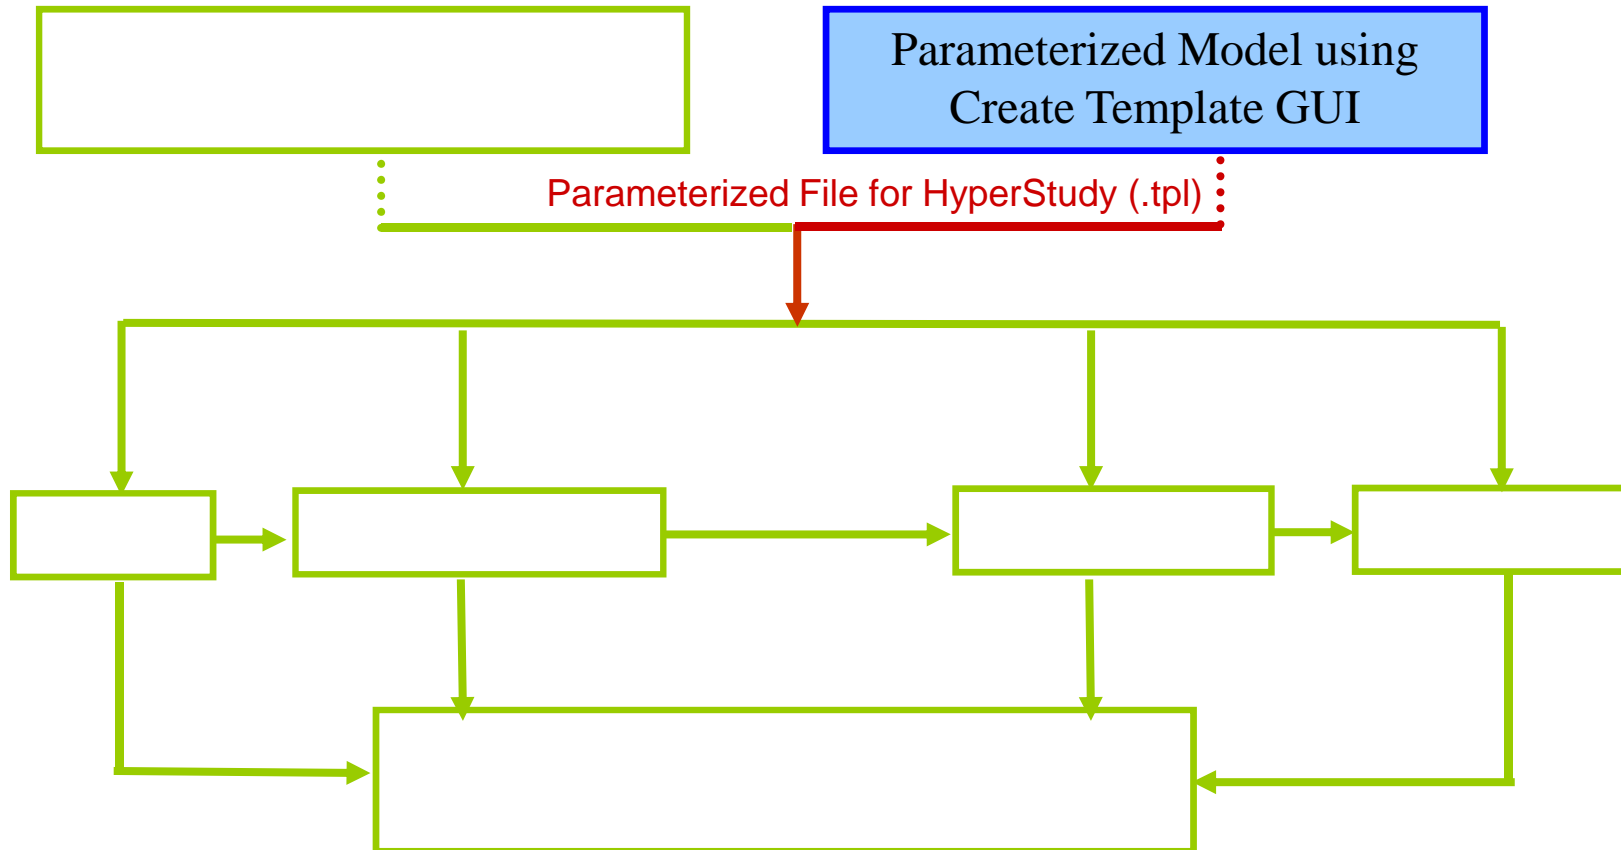 Parameterized Model using
Create Template GUI
Parameterized File for HyperStudy (.tpl)